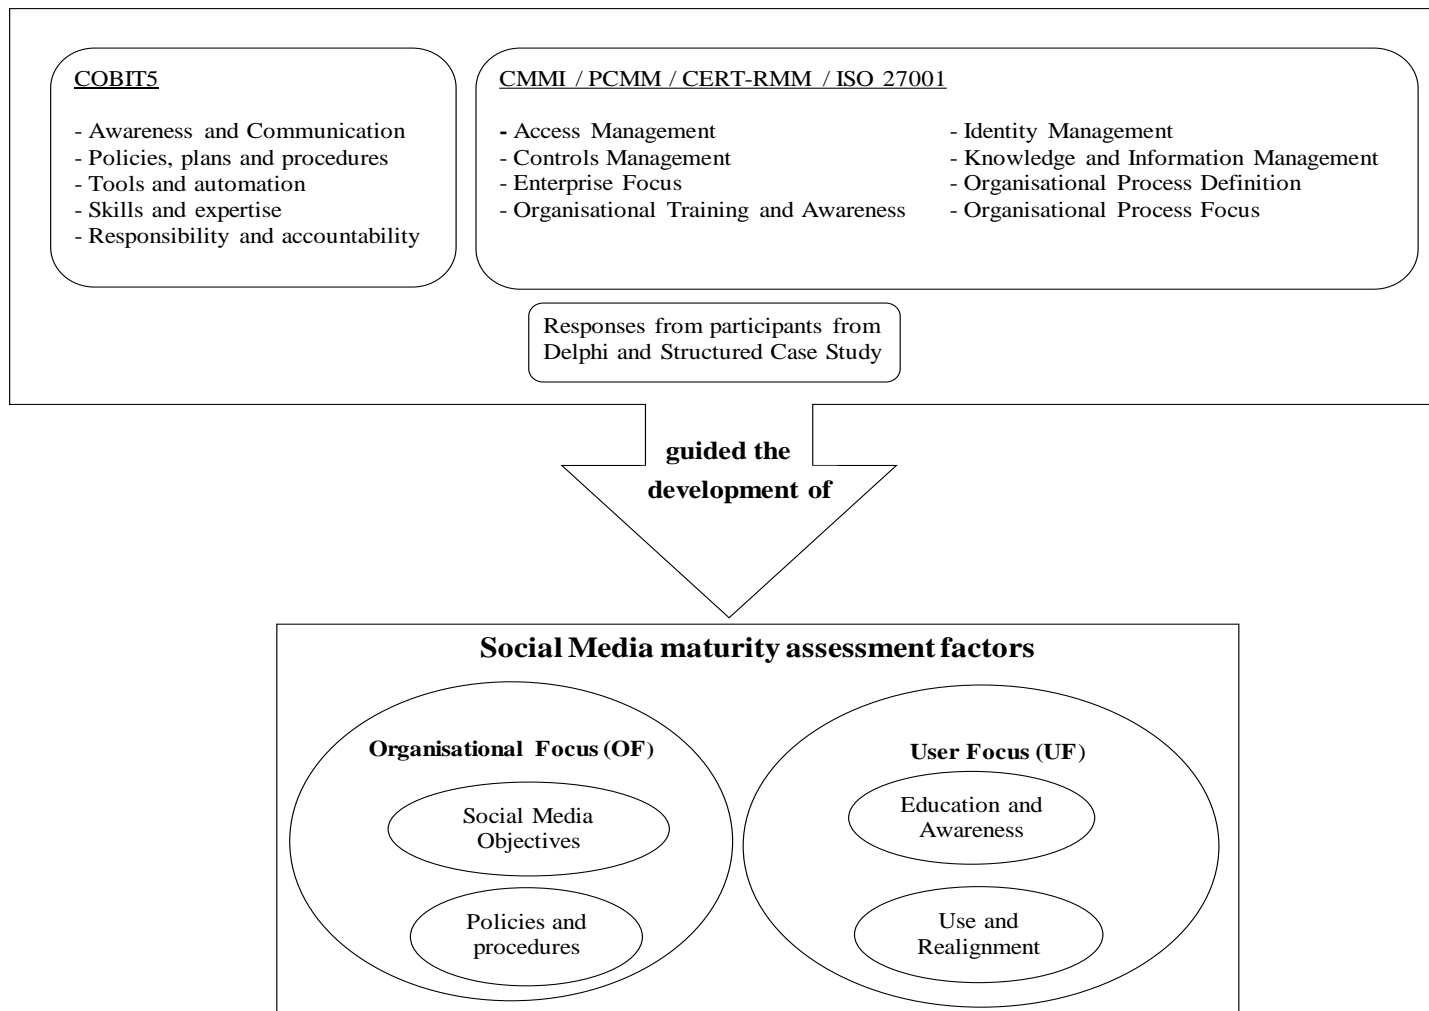 COBIT5
- Awareness and Communication
- Policies, plans and procedures
- Tools and automation
- Skills and expertise
- Responsibility and accountability
CMMI / PCMM / CERT-RMM / ISO 27001
- Access Management
- Controls Management
- Enterprise Focus
- Organisational Training and Awareness
- Identity Management
- Knowledge and Information Management
- Organisational Process Definition
- Organisational Process Focus
Responses from participants from
Delphi and Structured Case Study
guided the
development of
Social Media maturity assessment factors
Organisational Focus (OF)
Social Media
Objectives
Policies and
procedures
User Focus (UF)
Education and
Awareness
Use and
Realignment